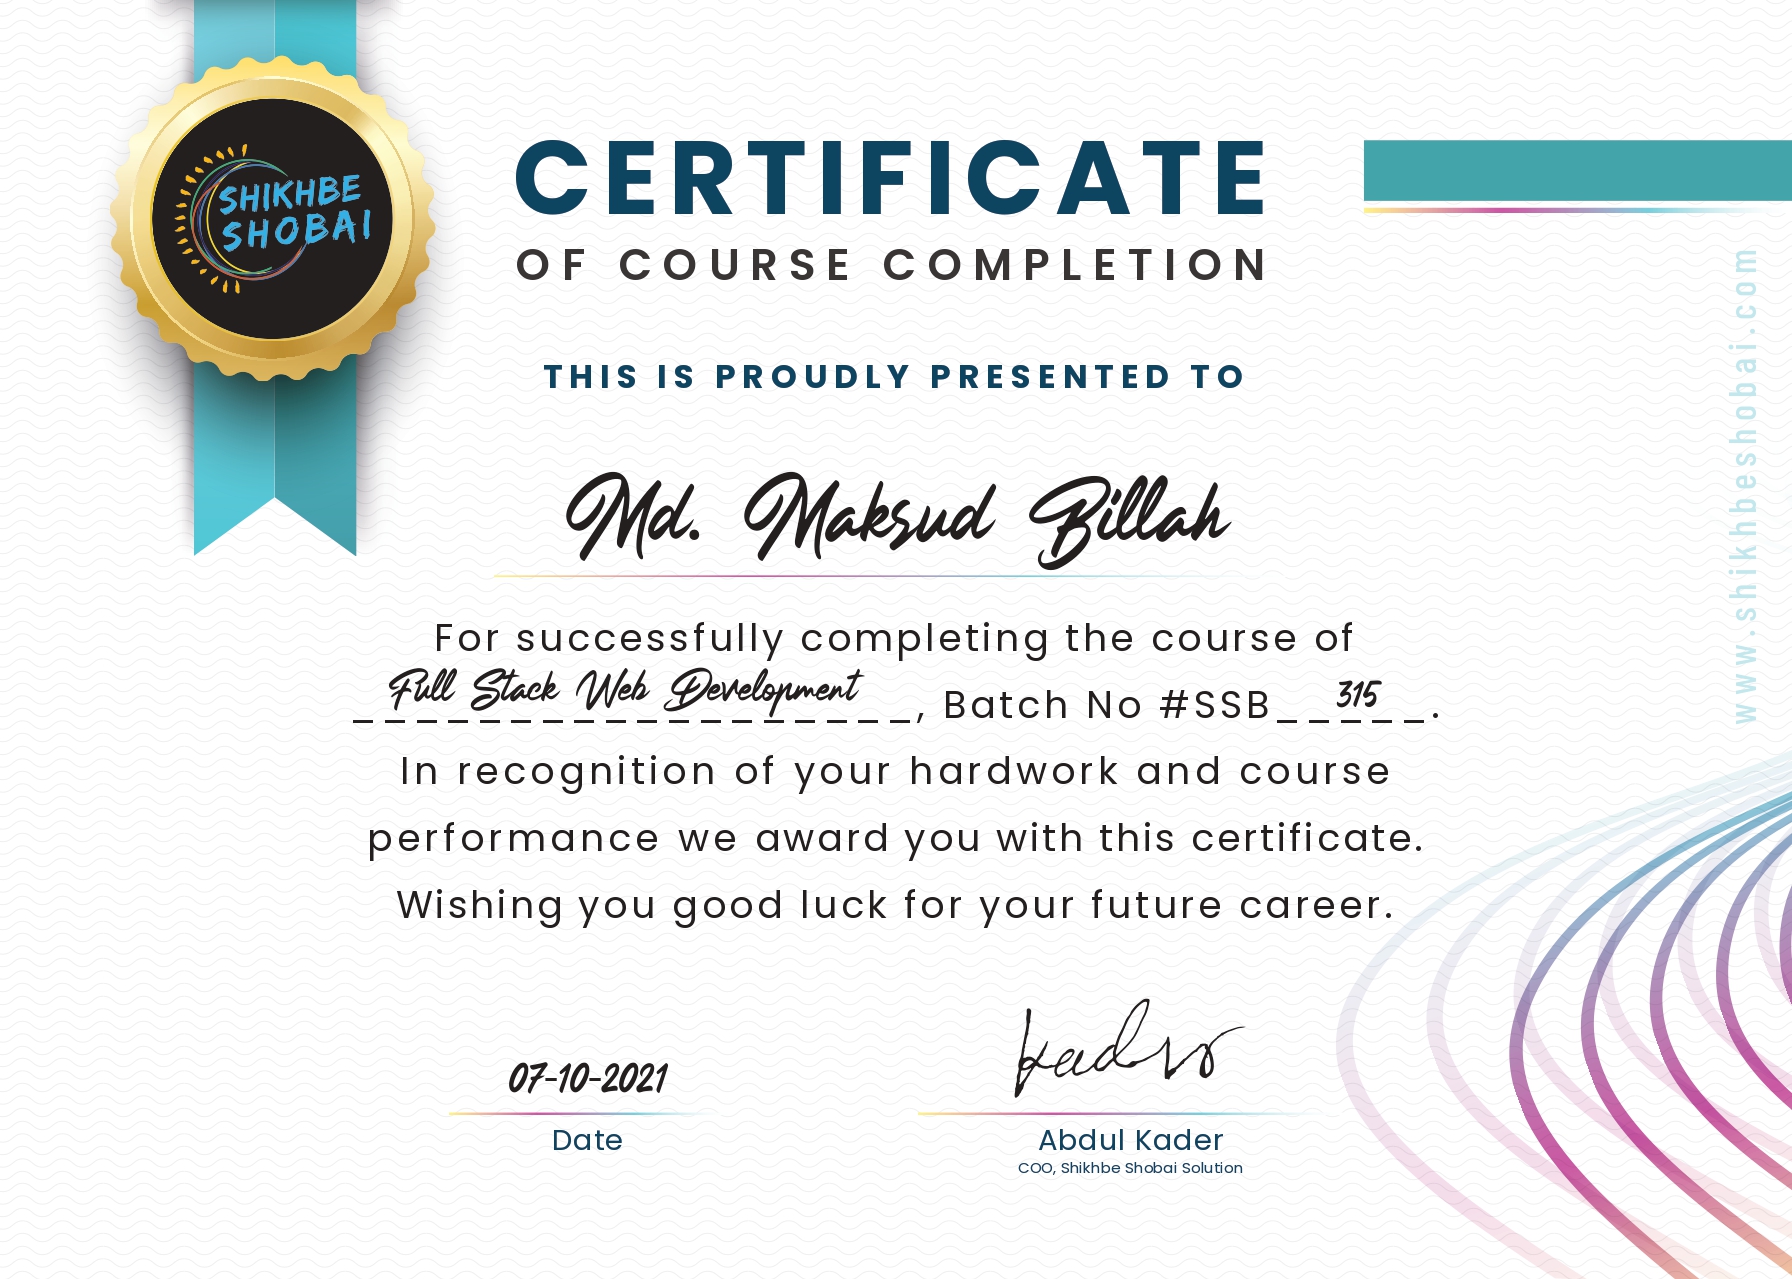 SHIKHBE
SHOBAI
CERTIFICATE
OF COURSE COMPLETION
THIS IS PROUDLY PRESENTED TO
Md. Maksud Billah
For successfully completing the course of
Full Stack Web Development, Batch No #SSB 315.
In recognition of your hardwork and course
performance we award you with this certificate.
Wishing you good luck for your future career.
07-10-2021
Date
Kader
Abdul Kader
COO, Shikhbe Shobai Solution
www.shikhbeshobai.com